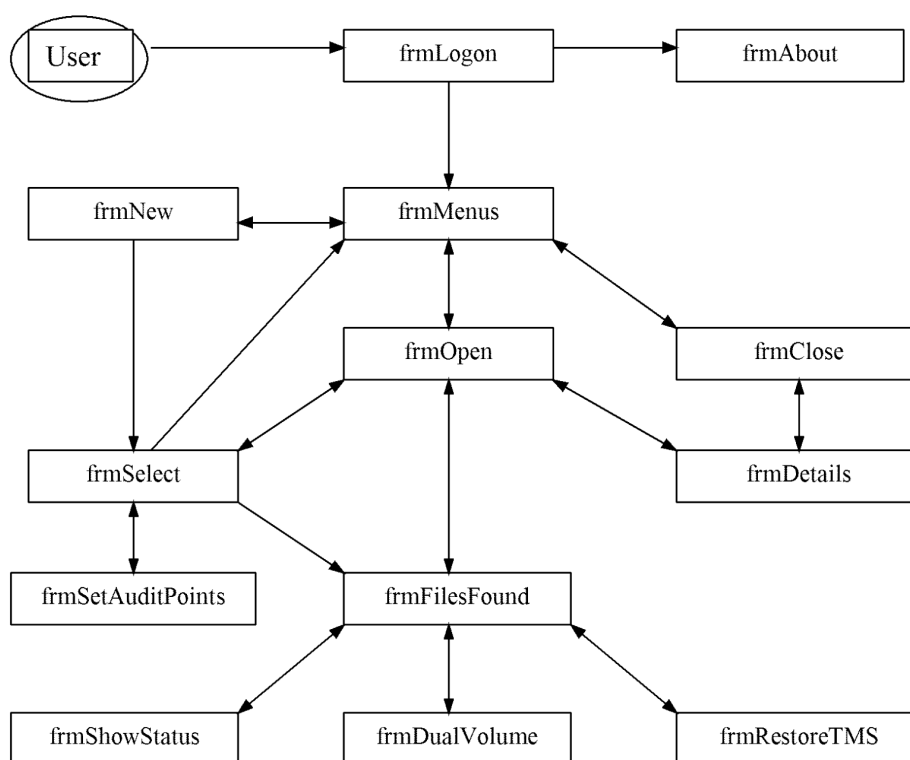 User
frmLogon
frmAbout
frmNew
frmMenus
frmOpen
frmClose
frmSelect
frmDetails
frmSetAuditPoints
frmFilesFound
frmShowStatus
frmDualVolume
frmRestoreTMS